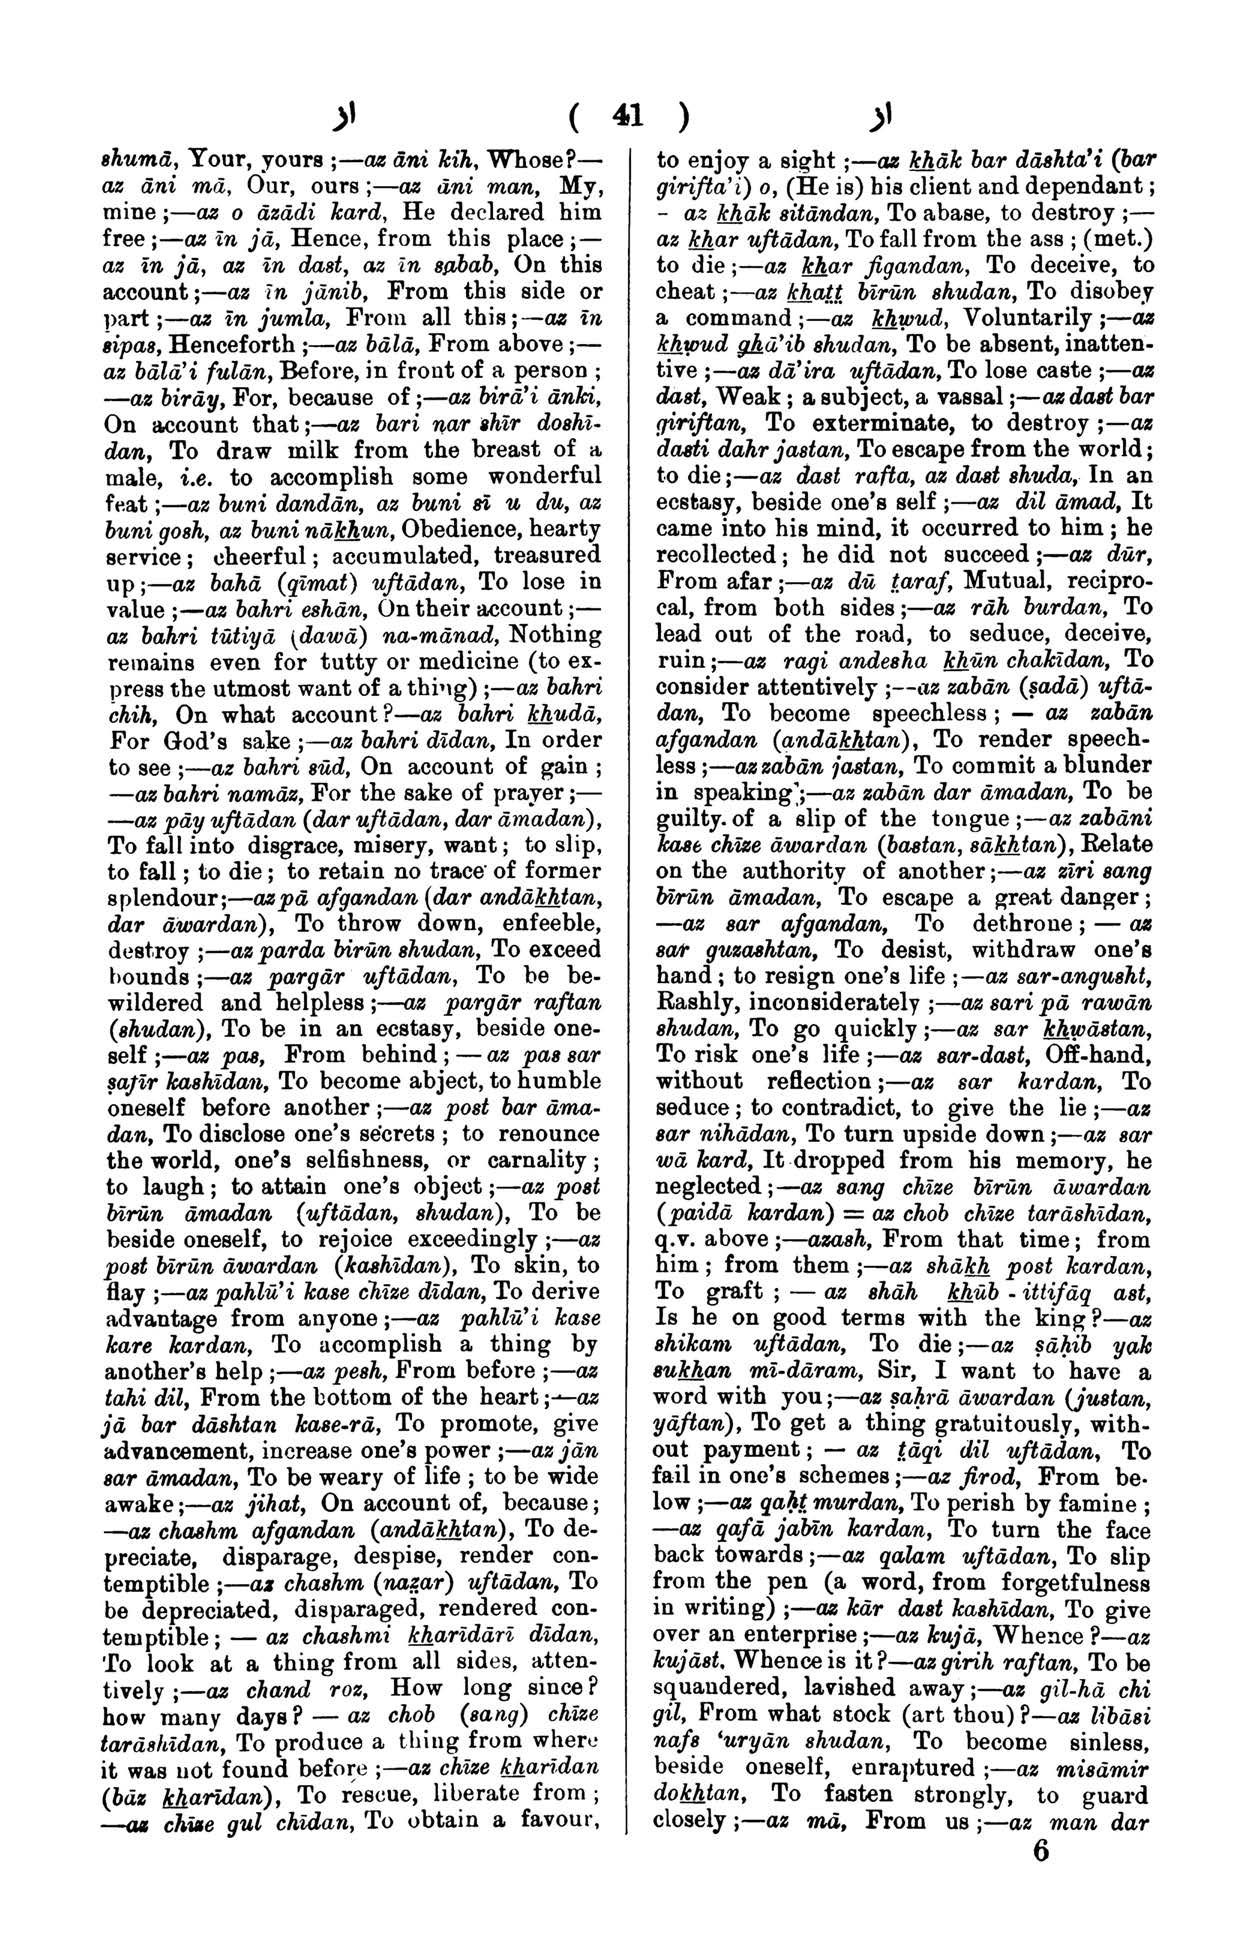 از ( 41 ) از
shumā, Your, yours ;—az āni kih, Whose?—
az āni mā, Our, ours ;—az āni man, My,
mine ;—az o āzādi kard, He declared him
free ;—az īn jā, Hence, from this place ;—
az īn jā, az īn dast, az īn sabab, On this
account ;—az īn jānib, From this side or
part ;—az īn jumla, From all this ;—az īn
sipas, Henceforth ;—az bālā, From above ;—
az bālā'i fulān, Before, in front of a person ;
—az birāy, For, because of ;—az birā'i ānki,
On account that ;—az bari nar shīr doshī-
dan, To draw milk from the breast of a
male, i.e. to accomplish some wonderful
feat ;—az buni dandān, az buni sī u du, az
buni gosh, az buni nākhun, Obedience, hearty
service ; cheerful ; accumulated, treasured
up ;—az bahā (qīmat) uftādan, To lose in
value ;—az bahri eshān, On their account ;—
az bahri tūtiyā (dawā) na-mānad, Nothing
remains even for tutty or medicine (to ex-
press the utmost want of a thing) ;—az bahri
chih, On what account?—az bahri khudā,
For God's sake ;—az bahri dīdan, In order
to see ;—az bahri sūd, On account of gain ;
—az bahri namāz, For the sake of prayer ;—
—az pāy uftādan (dar uftādan, dar āmadan),
To fall into disgrace, misery, want ; to slip,
to fall ; to die ; to retain no trace of former
splendour ;—az pā afgandan (dar andākhtan,
dar āwardan), To throw down, enfeeble,
destroy ;—az parda birūn shudan, To exceed
bounds ;—az pargār uftādan, To be be-
wildered and helpless ;—az pargār raftan
(shudan), To be in an ecstasy, beside one-
self ;—az pas, From behind ; — az pas sar
ṣafīr kashīdan, To become abject, to humble
oneself before another ;—az post bar āma-
dan, To disclose one's secrets ; to renounce
the world, one's selfishness, or carnality ;
to laugh ; to attain one's object ;—az post
bīrūn āmadan (uftādan, shudan), To be
beside oneself, to rejoice exceedingly ;—az
post bīrūn āwardan (kashīdan), To skin, to
flay ;—az pahlū'i kase chīze dīdan, To derive
advantage from anyone ;—az pahlū'i kase
kare kardan, To accomplish a thing by
another's help ;—az pesh, From before ;—az
tahi dil, From the bottom of the heart ;—az
jā bar dāshtan kase-rā, To promote, give
advancement, increase one's power ;—az jān
sar āmadan, To be weary of life ; to be wide
awake ;—az jihat, On account of, because ;
—az chashm afgandan (andākhtan), To de-
preciate, disparage, despise, render con-
temptible ;—az chashm (naẓar) uftādan, To
be depreciated, disparaged, rendered con-
temptible ; — az chashmi kharīdārī dīdan,
To look at a thing from all sides, atten-
tively ;—az chand roz, How long since?
how many days? — az chob (sang) chīze
tarāshīdan, To produce a thing from where
it was not found before ;—az chīze kharīdan
(bāz kharīdan), To rescue, liberate from ;
—az chīze gul chīdan, To obtain a favour,
to enjoy a sight ;—az khāk bar dāshta'i (bar
girifta'i) o, (He is) his client and dependant ;
- az khāk sitāndan, To abase, to destroy ;—
az khar uftādan, To fall from the ass ; (met.)
to die ;—az khar figandan, To deceive, to
cheat ;—az khaṭṭ bīrūn shudan, To disobey
a command ;—az khẉud, Voluntarily ;—az
khẉud ghā'ib shudan, To be absent, inatten-
tive ;—az dā'ira uftādan, To lose caste ;—az
dast, Weak ; a subject, a vassal ;—az dast bar
giriftan, To exterminate, to destroy ;—az
dasti dahr jastan, To escape from the world ;
to die ;—az dast rafta, az dast shuda, In an
ecstasy, beside one's self ;—az dil āmad, It
came into his mind, it occurred to him ; he
recollected ; he did not succeed ;—az dūr,
From afar ;—az dū ṭaraf, Mutual, recipro-
cal, from both sides ;—az rāh burdan, To
lead out of the road, to seduce, deceive,
ruin ;—az ragi andesha khūn chakīdan, To
consider attentively ;--az zabān (ṣadā) uftā-
dan, To become speechless ; — az zabān
afgandan (andākhtan), To render speech-
less ;—az zabān jastan, To commit a blunder
in speaking ;—az zabān dar āmadan, To be
guilty. of a slip of the tongue ;—az zabāni
kase chīze āwardan (bastan, sākhtan), Relate
on the authority of another ;—az zīri sang
bīrūn āmadan, To escape a great danger ;
—az sar afgandan, To dethrone ; — az
sar guzashtan, To desist, withdraw one's
hand ; to resign one's life ;—az sar-angusht,
Rashly, inconsiderately ;—az sari pā rawān
shudan, To go quickly ;—az sar khẉāstan,
To risk one's life ;—az sar-dast, Off-hand,
without reflection ;—az sar kardan, To
seduce ; to contradict, to give the lie ;—az
sar nihādan, To turn upside down ;—az sar
wā kard, It dropped from his memory, he
neglected ;—az sang chīze bīrūn āwardan
(paidā kardan) = az chob chīze tarāshīdan,
q.v. above ;—azash, From that time ; from
him ; from them ;—az shākh post kardan,
To graft ; — az shāh khūb - ittifāq ast,
Is he on good terms with the king?—az
shikam uftādan, To die ;—az ṣāḥib yak
sukhan mī-dāram, Sir, I want to have a
word with you ;—az ṣaḥrā āwardan (justan,
yāftan), To get a thing gratuitously, with-
out payment ; — az ṭāqi dil uftādan, To
fail in one's schemes ;—az firod, From be-
low ;—az qaḥṭ murdan, To perish by famine ;
—az qafā jabīn kardan, To turn the face
back towards ;—az qalam uftādan, To slip
from the pen (a word, from forgetfulness
in writing) ;—az kār dast kashīdan, To give
over an enterprise ;—az kujā, Whence ?—az
kujāst. Whence is it ?—az girih raftan, To be
squandered, lavished away ;—az gil-hā chi
gil, From what stock (art thou) ?—az libāsi
nafs 'uryān shudan, To become sinless,
beside oneself, enraptured ;—az misāmir
dokhtan, To fasten strongly, to guard
closely ;—az mā, From us ;—az man dar
6